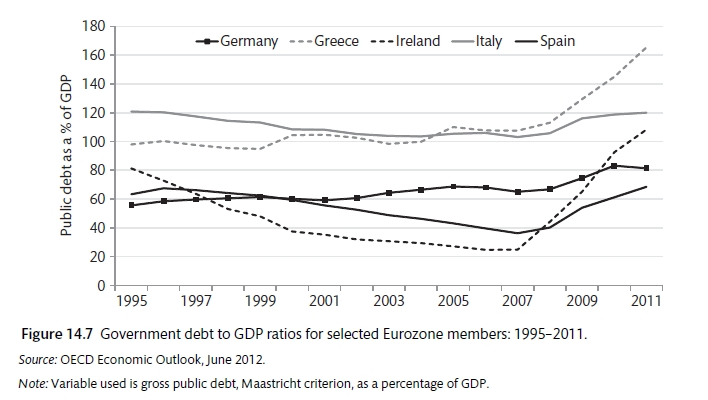 180
160
140
120
100
80
60
40
20
0
Public debt as a % of GDP
Germany Greece Ireland Italy Spain
1995 1997 1999 2001 2003 2005 2007 2009 2011
Figure 14.7 Government debt to GDP ratios for selected Eurozone members: 1995–2011.
Source: OECD Economic Outlook, June 2012.
Note: Variable used is gross public debt, Maastricht criterion, as a percentage of GDP.